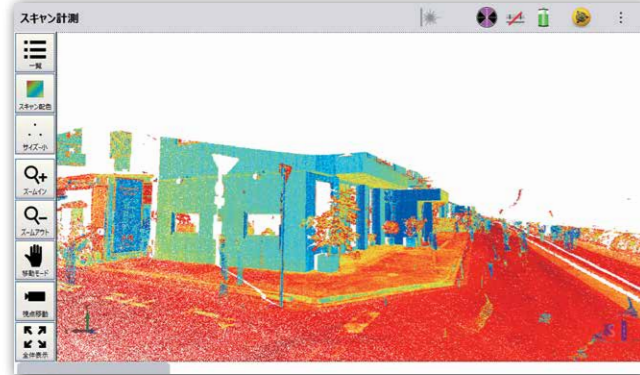 スキャン計測
一覧
スキャン配色
サイズ-小
ズームイン
ズームアウト
移動モード
視点移動
全体表示